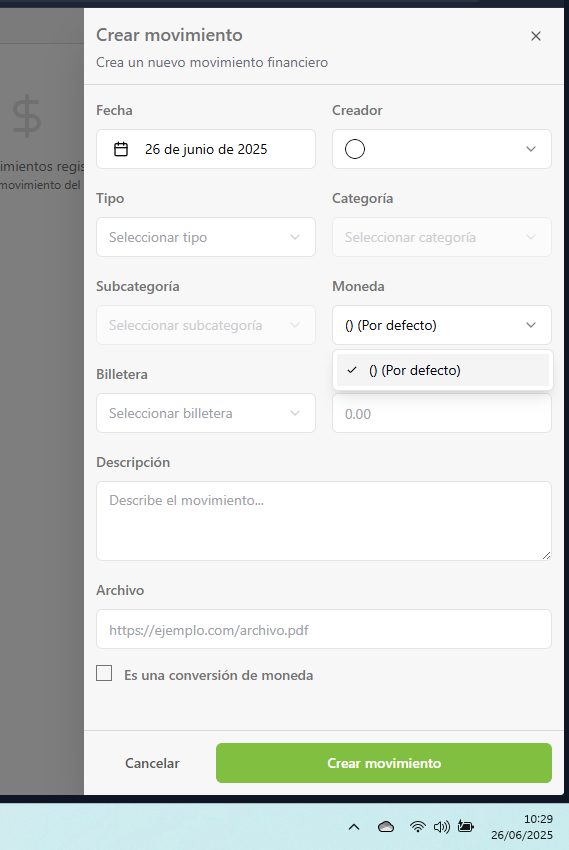 Crear movimiento
Crea un nuevo movimiento financiero
$
imientos regis
movimiento del
Fecha
Creador
26 de junio de 2025
Tipo
Categoría
Seleccionar tipo
Seleccionar categoría
Subcategoría
Moneda
Seleccionar subcategoría
() (Por defecto)
Billetera
() (Por defecto)
Seleccionar billetera
0.00
Descripción
Describe el movimiento...
Archivo
https://ejemplo.com/archivo.pdf
Es una conversión de moneda
Cancelar
Crear movimiento
10:29
26/06/2025